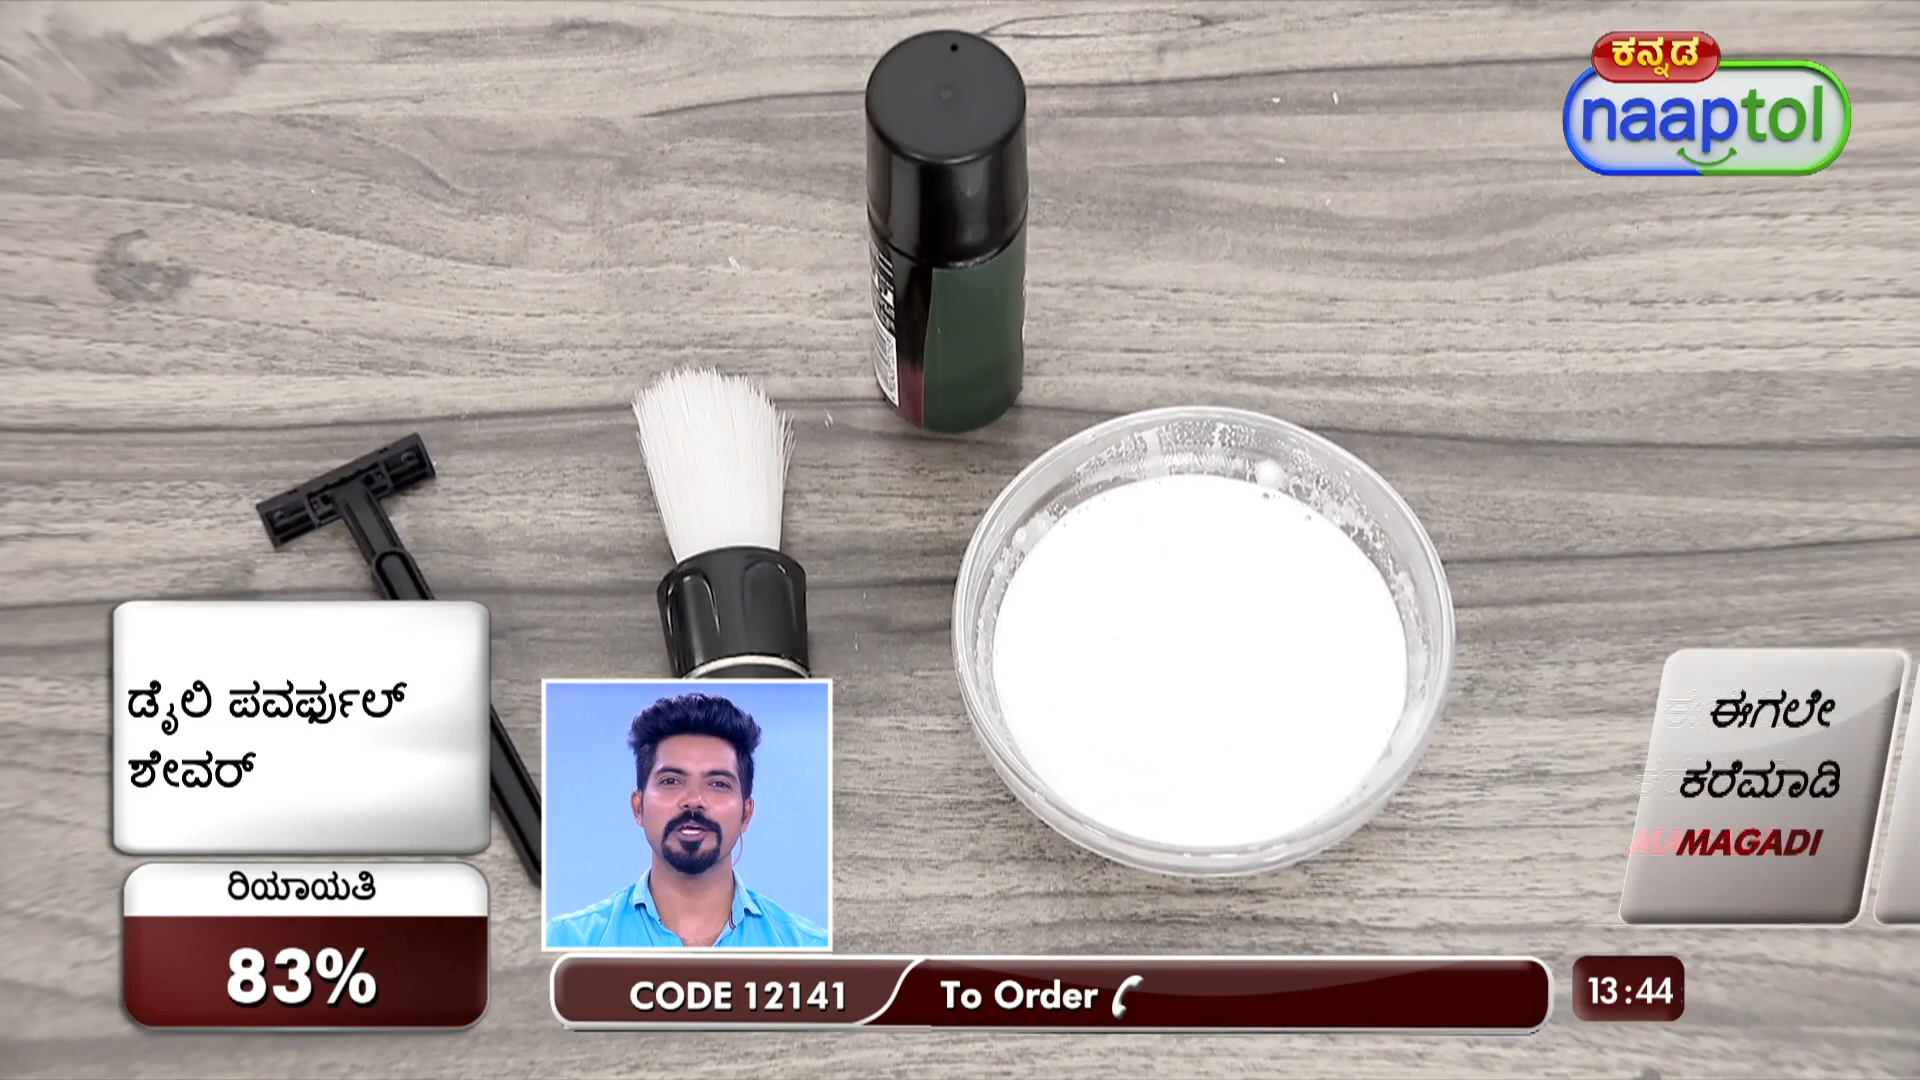 ಕನ್ನಡ
naaptol
ಡೈಲಿ ಪವರ್ಫುಲ್
ಶೇವರ್
ರಿಯಾಯತಿ
83%
ಈಗಲೇ
ಕರೆಮಾಡಿ
MAGADI
CODE 12141
To Order
13:44